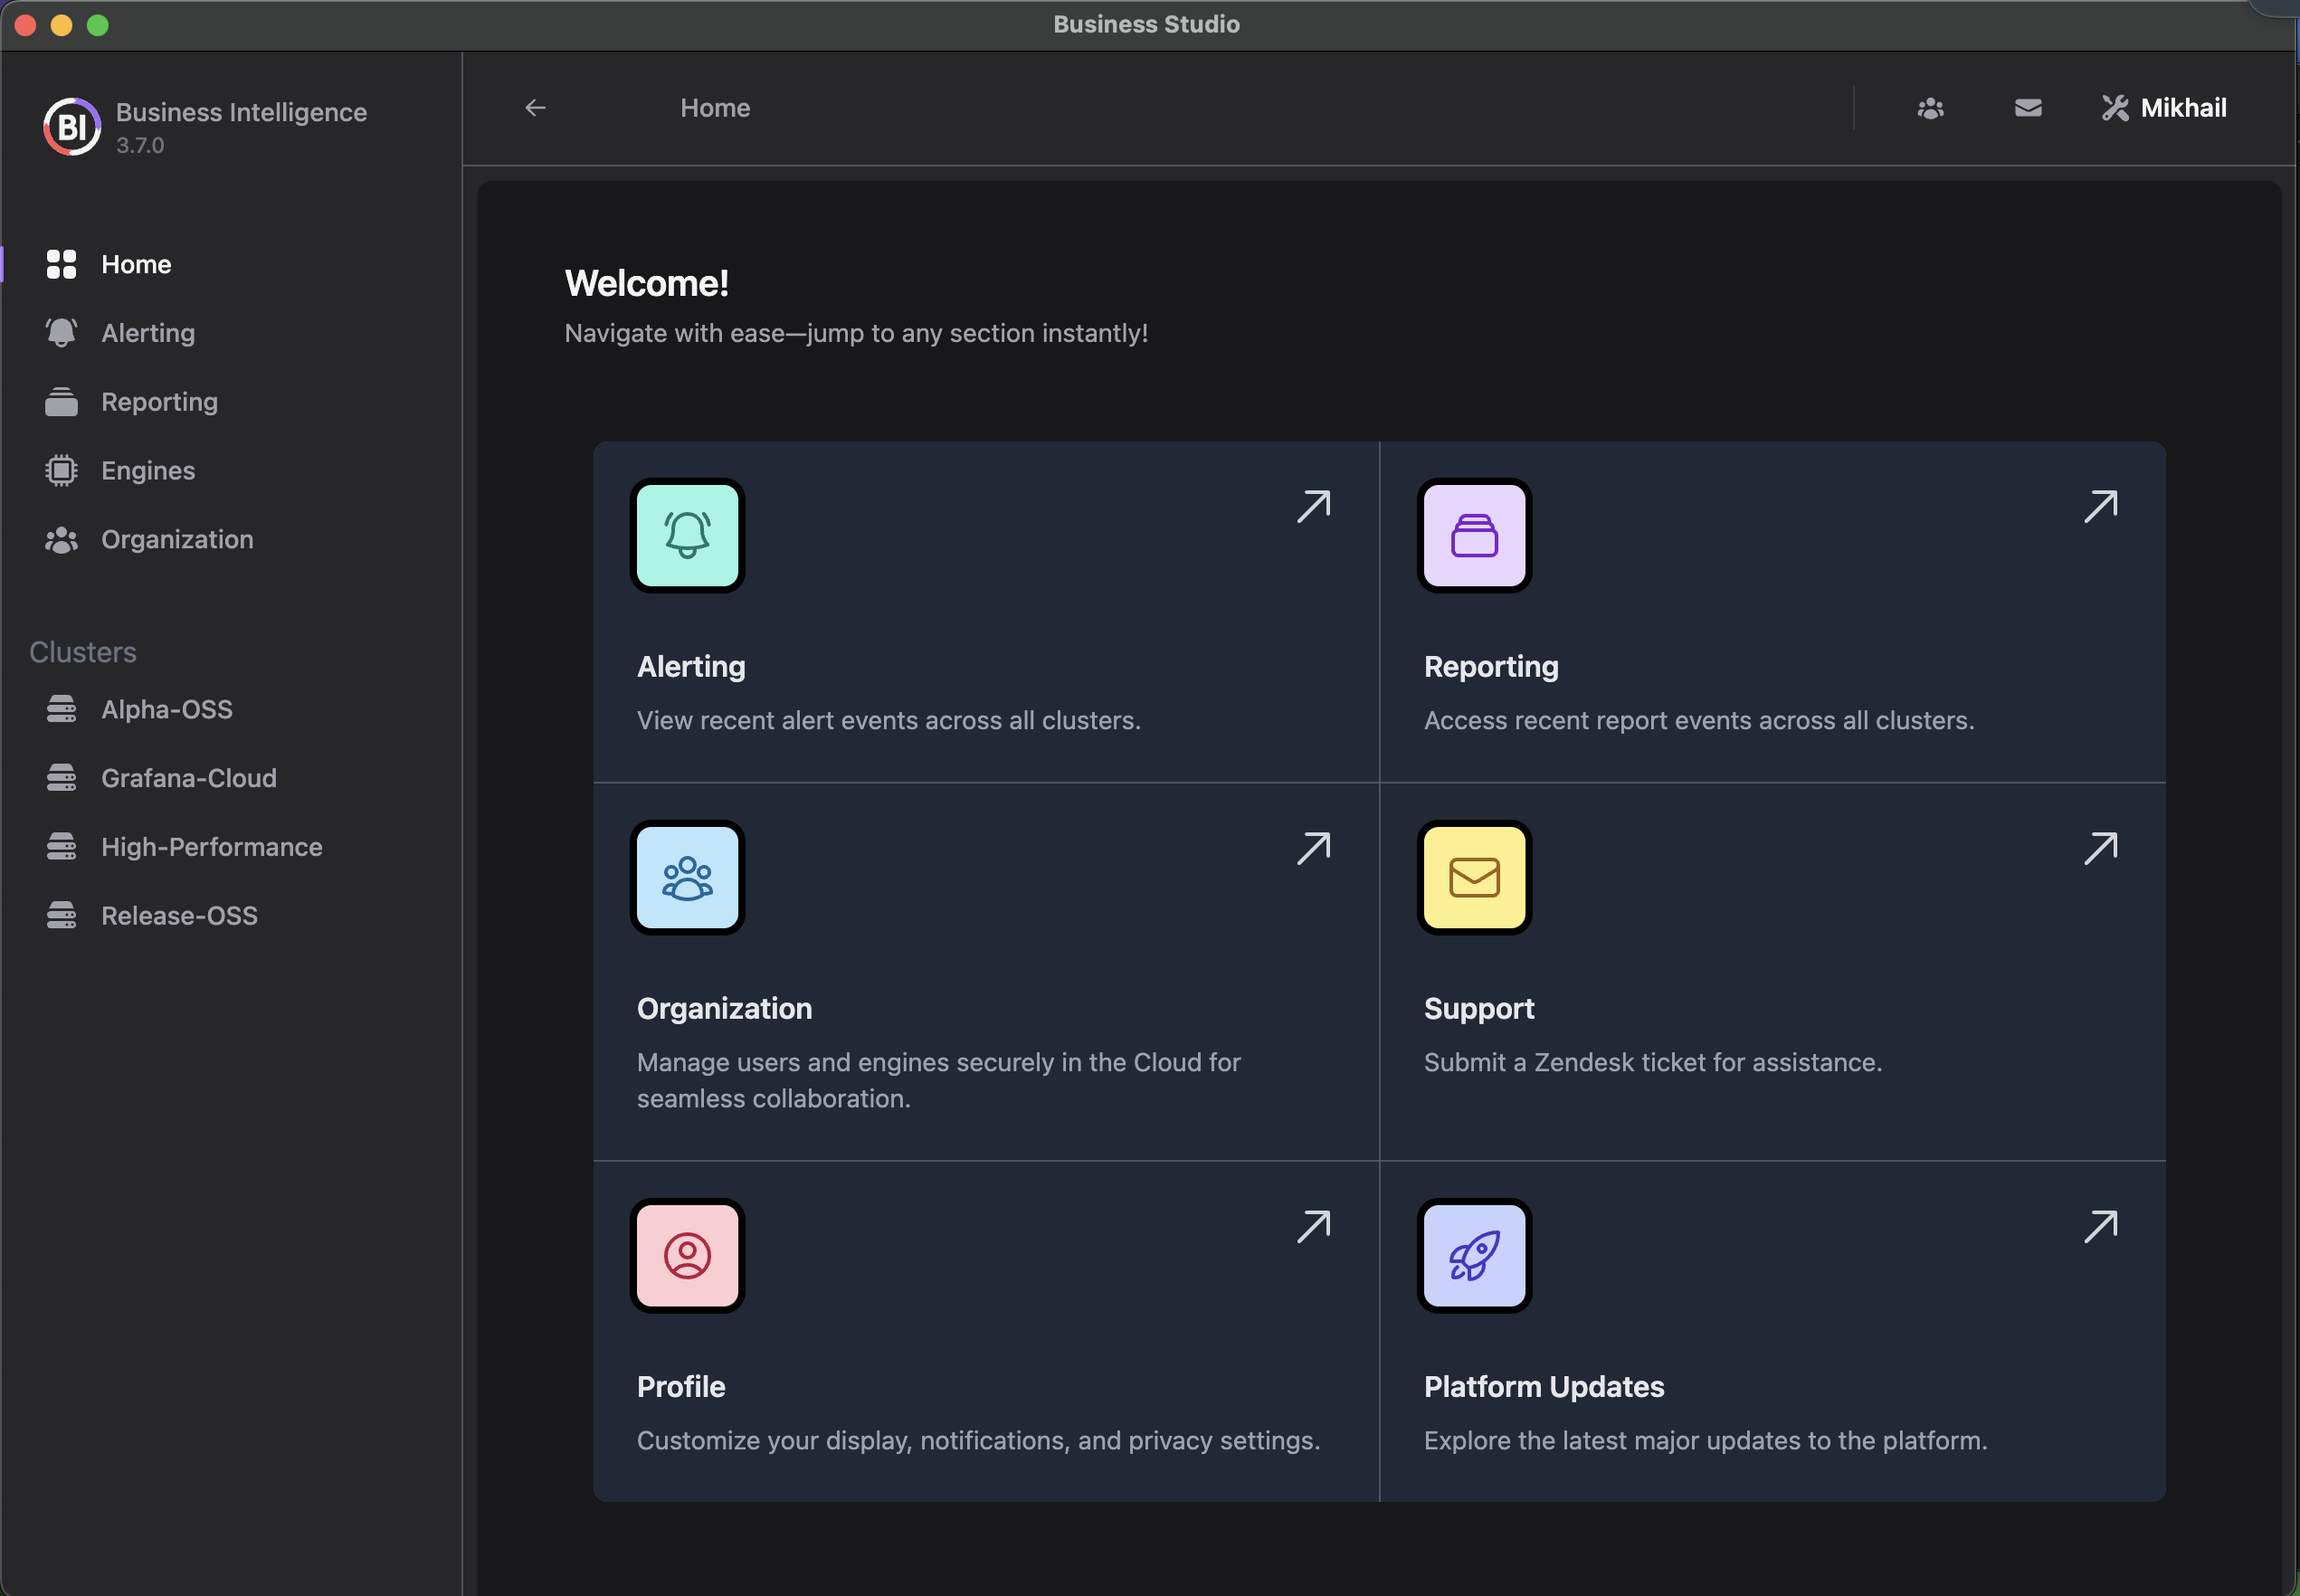 Business Studio
BI
Business Intelligence
3.7.0
Home
Alerting
Reporting
Engines
Organization
Clusters
Alpha-OSS
Grafana-Cloud
High-Performance
Release-OSS
Home
Mikhail
Welcome!
Navigate with ease—jump to any section instantly!
Alerting
View recent alert events across all clusters.
Reporting
Access recent report events across all clusters.
Organization
Manage users and engines securely in the Cloud for
seamless collaboration.
Support
Submit a Zendesk ticket for assistance.
Profile
Customize your display, notifications, and privacy settings.
Platform Updates
Explore the latest major updates to the platform.